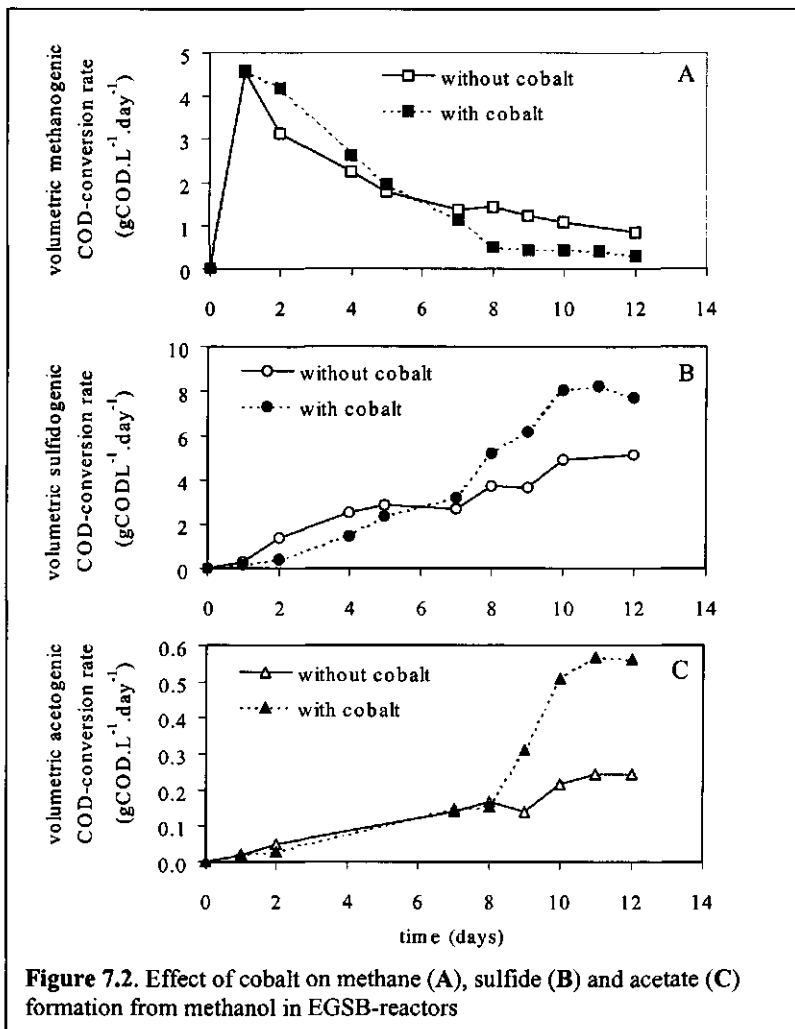 volumetric methanogenic
COD-conversion rate
(gCOD.L⁻¹.day⁻¹)
5
4
3
2
1
0
without cobalt
with cobalt
A
0 2 4 6 8 10 12 14
volumetric sulfidogenic
COD-conversion rate
(gCODL⁻¹.day⁻¹)
10
8
6
4
2
0
without cobalt
with cobalt
B
0 2 4 6 8 10 12 14
volumetric acetogenic
COD-conversion rate
(gCOD.L⁻¹.day⁻¹)
0.6
0.5
0.4
0.3
0.2
0.1
0.0
without cobalt
with cobalt
C
0 2 4 6 8 10 12 14
time (days)
Figure 7.2. Effect of cobalt on methane (A), sulfide (B) and acetate (C)
formation from methanol in EGSB-reactors